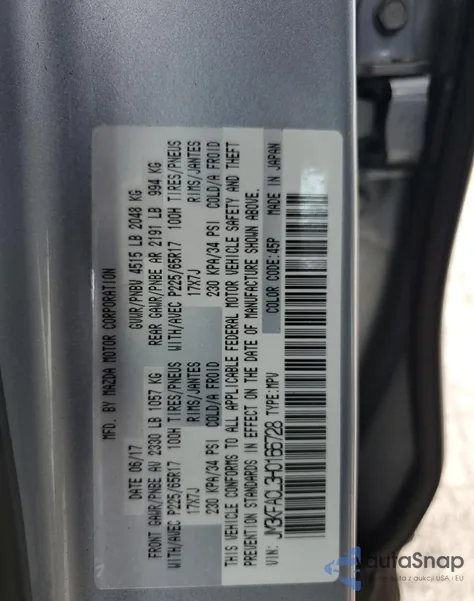 MFD. BY MAZDA MOTOR CORPORATION
DATE 06/17 GVWR/PNBU 4515 LB 2048 KG
FRONT GAWR/PNBE AV 2330 LB 1057 KG REAR GAWR/PNBE AR 2191 LB 994 KG
WITH/AVEC P225/65R17 100H TIRES/PNEUS WITH/AVEC P225/65R17 100H TIRES/PNEUS
17X7J RIMS/JANTES 17X7J RIMS/JANTES
230 KPA/34 PSI COLD/A FROID 230 KPA/34 PSI COLD/A FROID
THIS VEHICLE CONFORMS TO ALL APPLICABLE FEDERAL MOTOR VEHICLE SAFETY AND THEFT
PREVENTION STANDARDS IN EFFECT ON THE DATE OF MANUFACTURE SHOWN ABOVE.
VIN: JM3KFACL3H0166728 TYPE: MPV COLOR CODE: 45P MADE IN JAPAN
AutoSnap